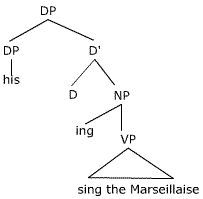 DP
DP D'
his
D NP
ing VP
sing the Marseillaise